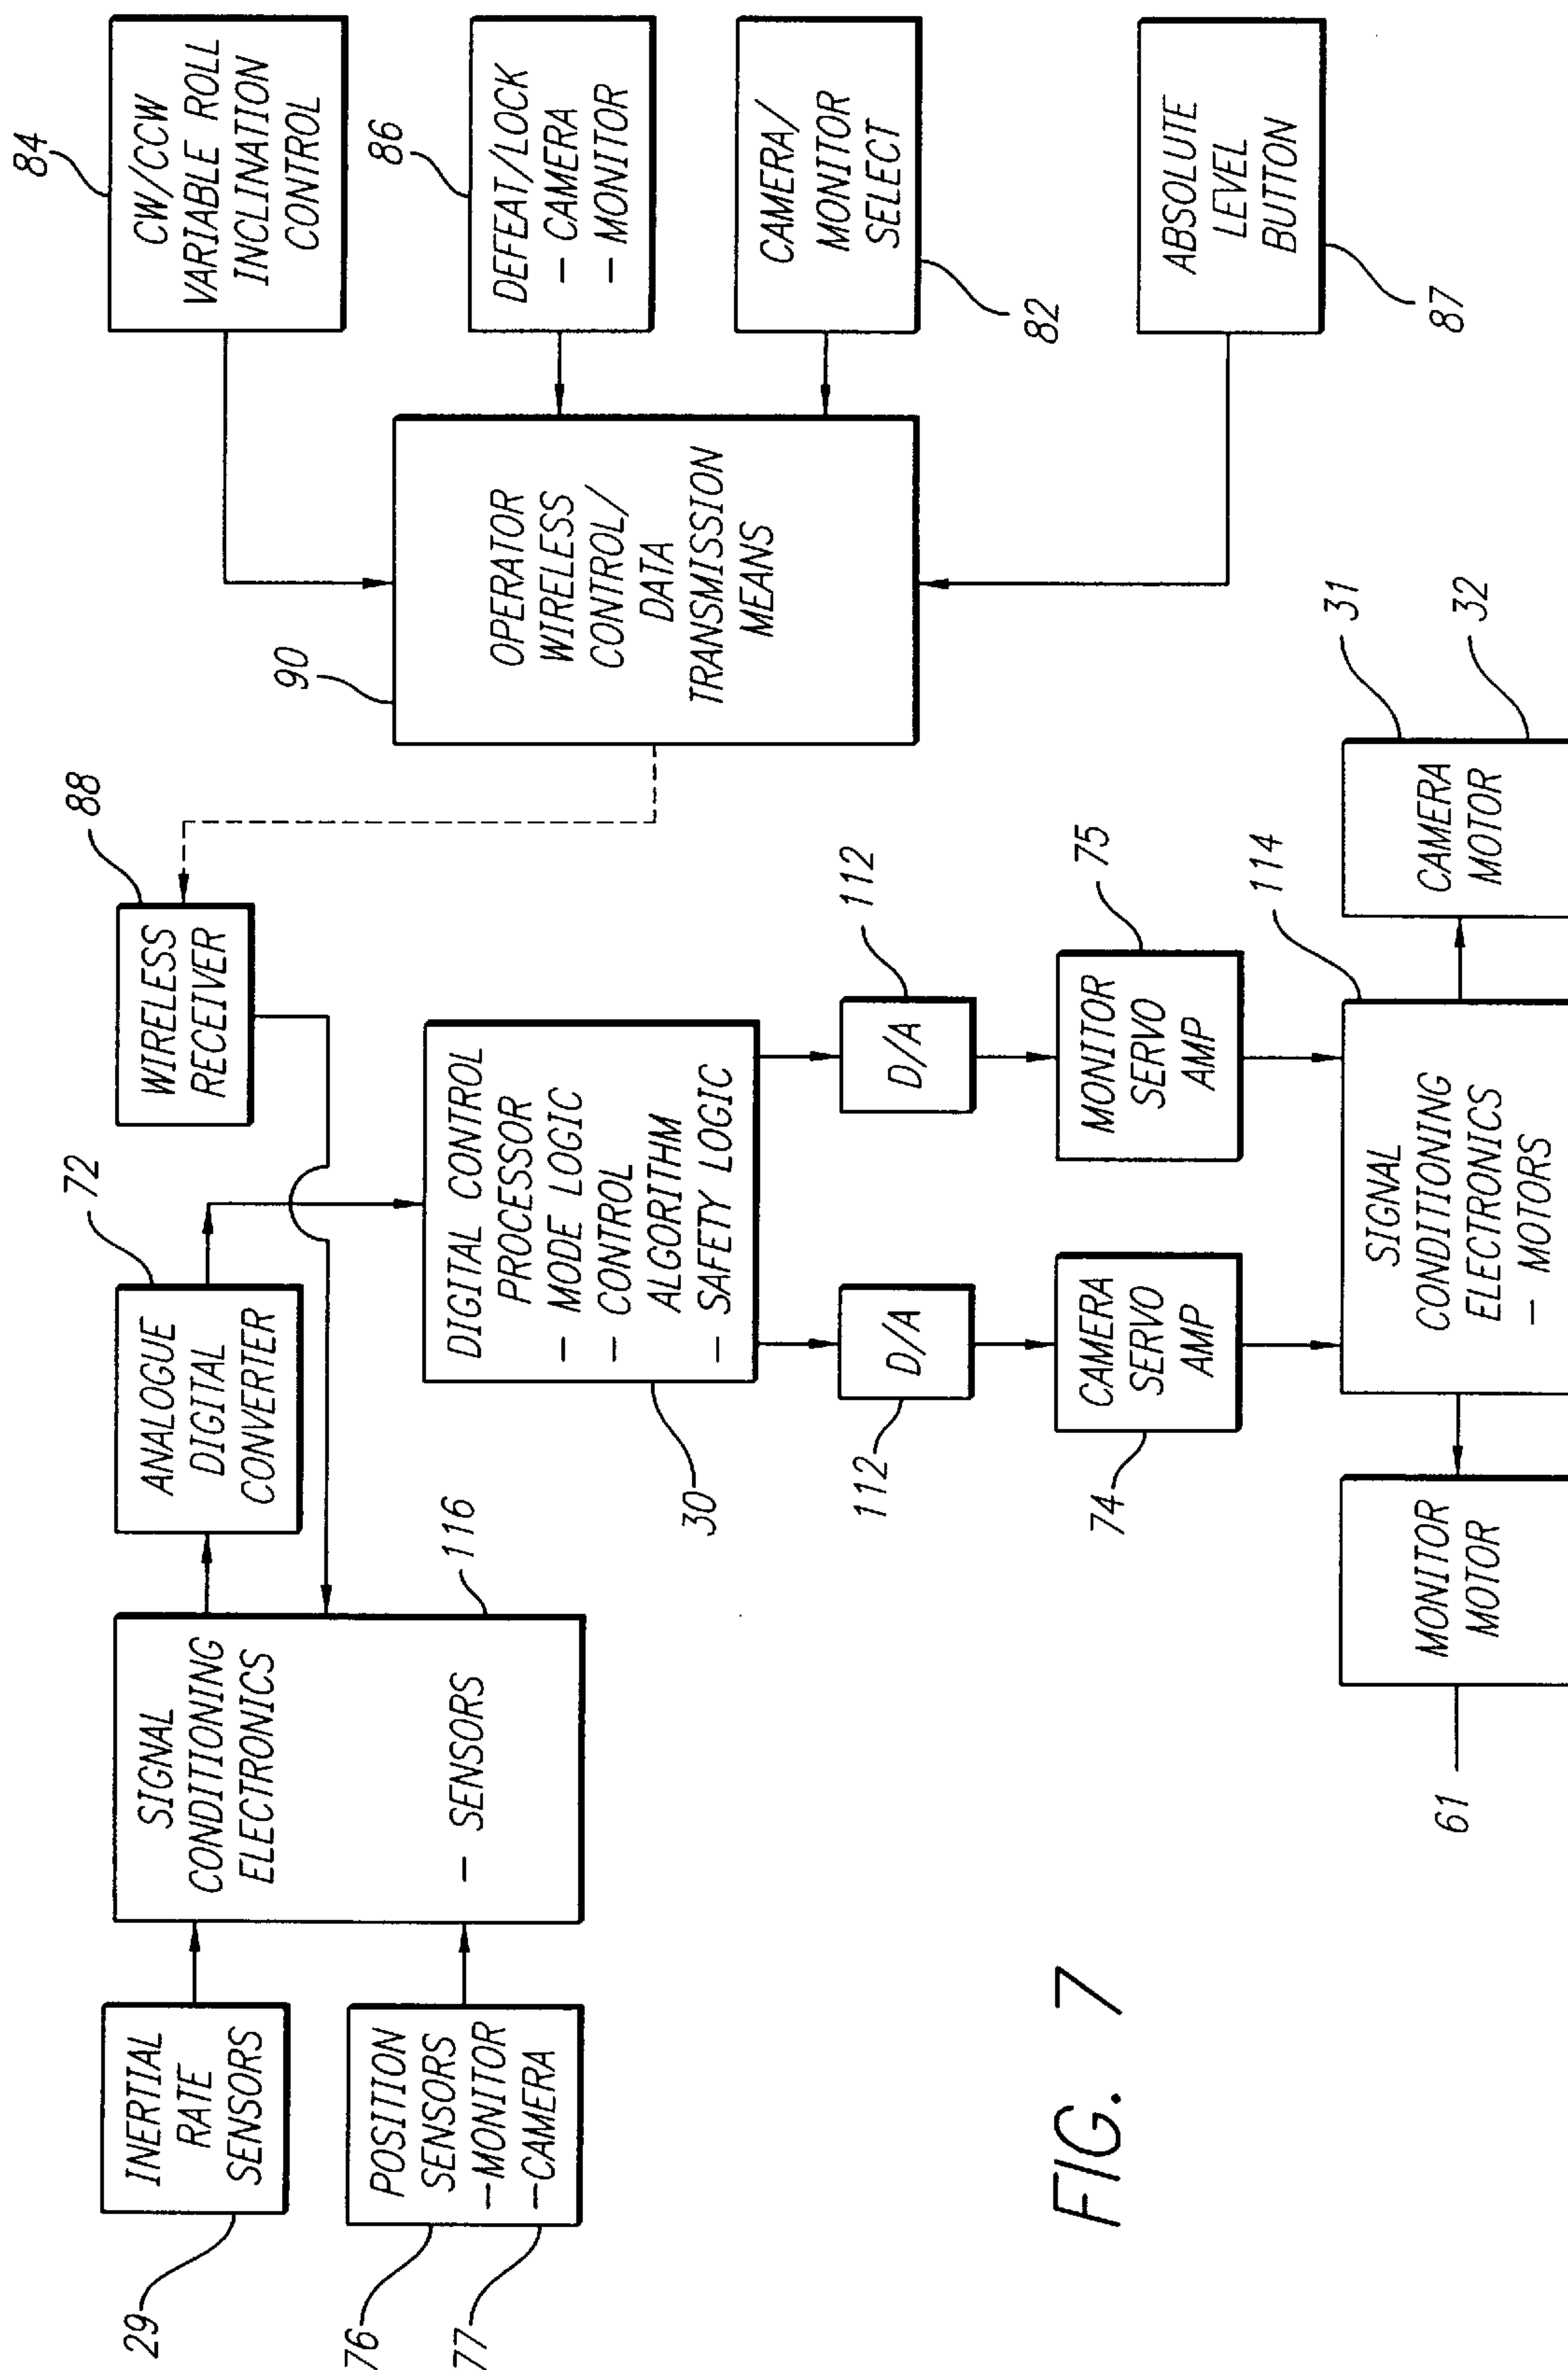 INERTIAL
RATE
SENSORS
29
POSITION
SENSORS
-MONITOR
-CAMERA
76
77
SIGNAL
CONDITIONING
ELECTRONICS
- SENSORS
116
ANALOGUE
DIGITAL
CONVERTER
72
WIRELESS
RECEIVER
88
DIGITAL CONTROL
PROCESSOR
- MODE LOGIC
- CONTROL
ALGORITHM
- SAFETY LOGIC
30
D/A
112
D/A
112
CAMERA
SERVO
AMP
74
MONITOR
SERVO
AMP
75
SIGNAL
CONDITIONING
ELECTRONICS
- MOTORS
114
MONITOR
MOTOR
61
CAMERA
MOTOR
31
32
OPERATOR
WIRELESS
CONTROL/
DATA
TRANSMISSION
MEANS
90
CW/CCW
VARIABLE ROLL
INCLINATION
CONTROL
84
DEFEAT/LOCK
- CAMERA
- MONITOR
86
CAMERA/
MONITOR
SELECT
82
ABSOLUTE
LEVEL
BUTTON
87
FIG. 7